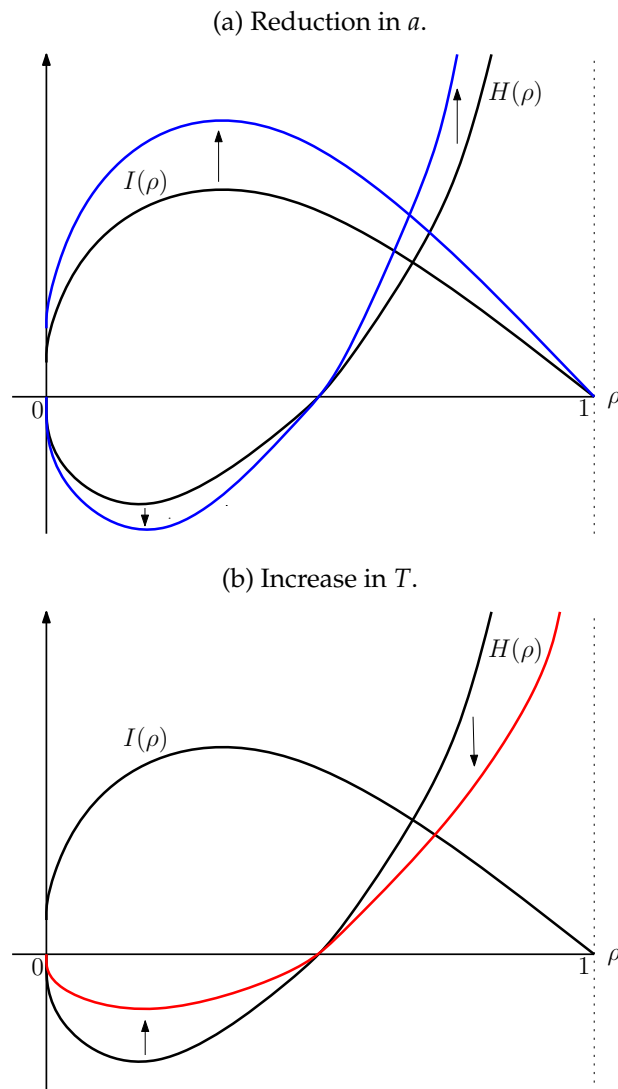 (a) Reduction in a.
H(ρ)
I(ρ)
0
1
ρ
(b) Increase in T.
H(ρ)
I(ρ)
0
1
ρ